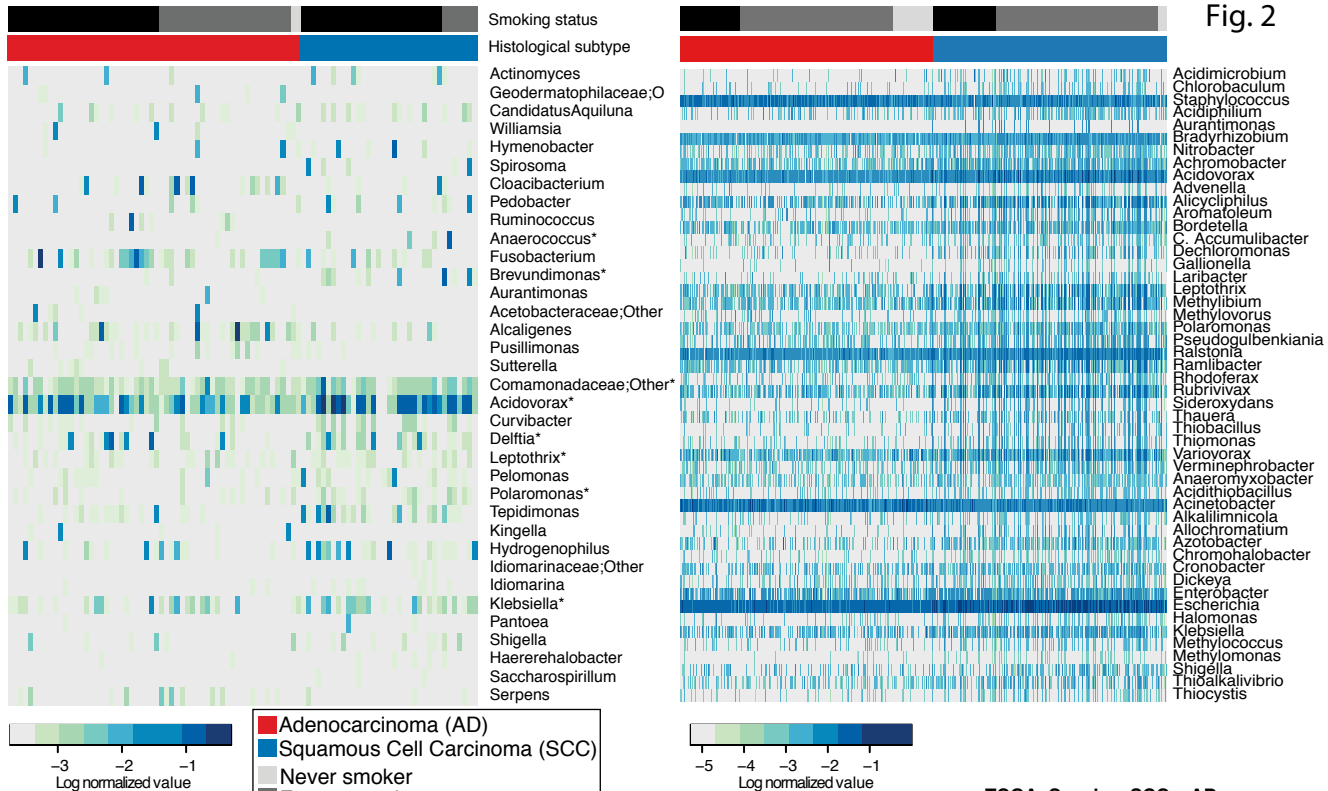 Fig. 2
Smoking status
Histological subtype
Actinomyces
Geodermatophilaceae;O
CandidatusAquiluna
Williamsia
Hymenobacter
Spirosoma
Cloacibacterium
Pedobacter
Ruminococcus
Anaerococcus*
Fusobacterium
Brevundimonas*
Aurantimonas
Acetobacteraceae;Other
Alcaligenes
Pusillimonas
Sutterella
Comamonadaceae;Other*
Acidovorax*
Curvibacter
Delftia*
Leptothrix*
Pelomonas
Polaromonas*
Tepidimonas
Kingella
Hydrogenophilus
Idiomarinaceae;Other
Idiomarina
Klebsiella*
Pantoea
Shigella
Haererehalobacter
Saccharospirillum
Serpens
−3 −2 −1
Log normalized value
Adenocarcinoma (AD)
Squamous Cell Carcinoma (SCC)
Never smoker
Acidimicrobium
Chlorobaculum
Staphylococcus
Acidiphilium
Aurantimonas
Bradyrhizobium
Nitrobacter
Achromobacter
Acidovorax
Advenella
Alicycliphilus
Aromatoleum
Bordetella
C. Accumulibacter
Dechloromonas
Gallionella
Laribacter
Leptothrix
Methylibium
Methylovorus
Polaromonas
Pseudogulbenkiania
Ralstonia
Ramlibacter
Rhodoferax
Rubrivivax
Sideroxydans
Thauera
Thiobacillus
Thiomonas
Variovorax
Verminephrobacter
Anaeromyxobacter
Acidithiobacillus
Acinetobacter
Alkalilimnicola
Allochromatium
Azotobacter
Chromohalobacter
Cronobacter
Dickeya
Enterobacter
Escherichia
Halomonas
Klebsiella
Methylococcus
Methylomonas
Shigella
Thioalkalivibrio
Thiocystis
−5 −4 −3 −2 −1
Log normalized value